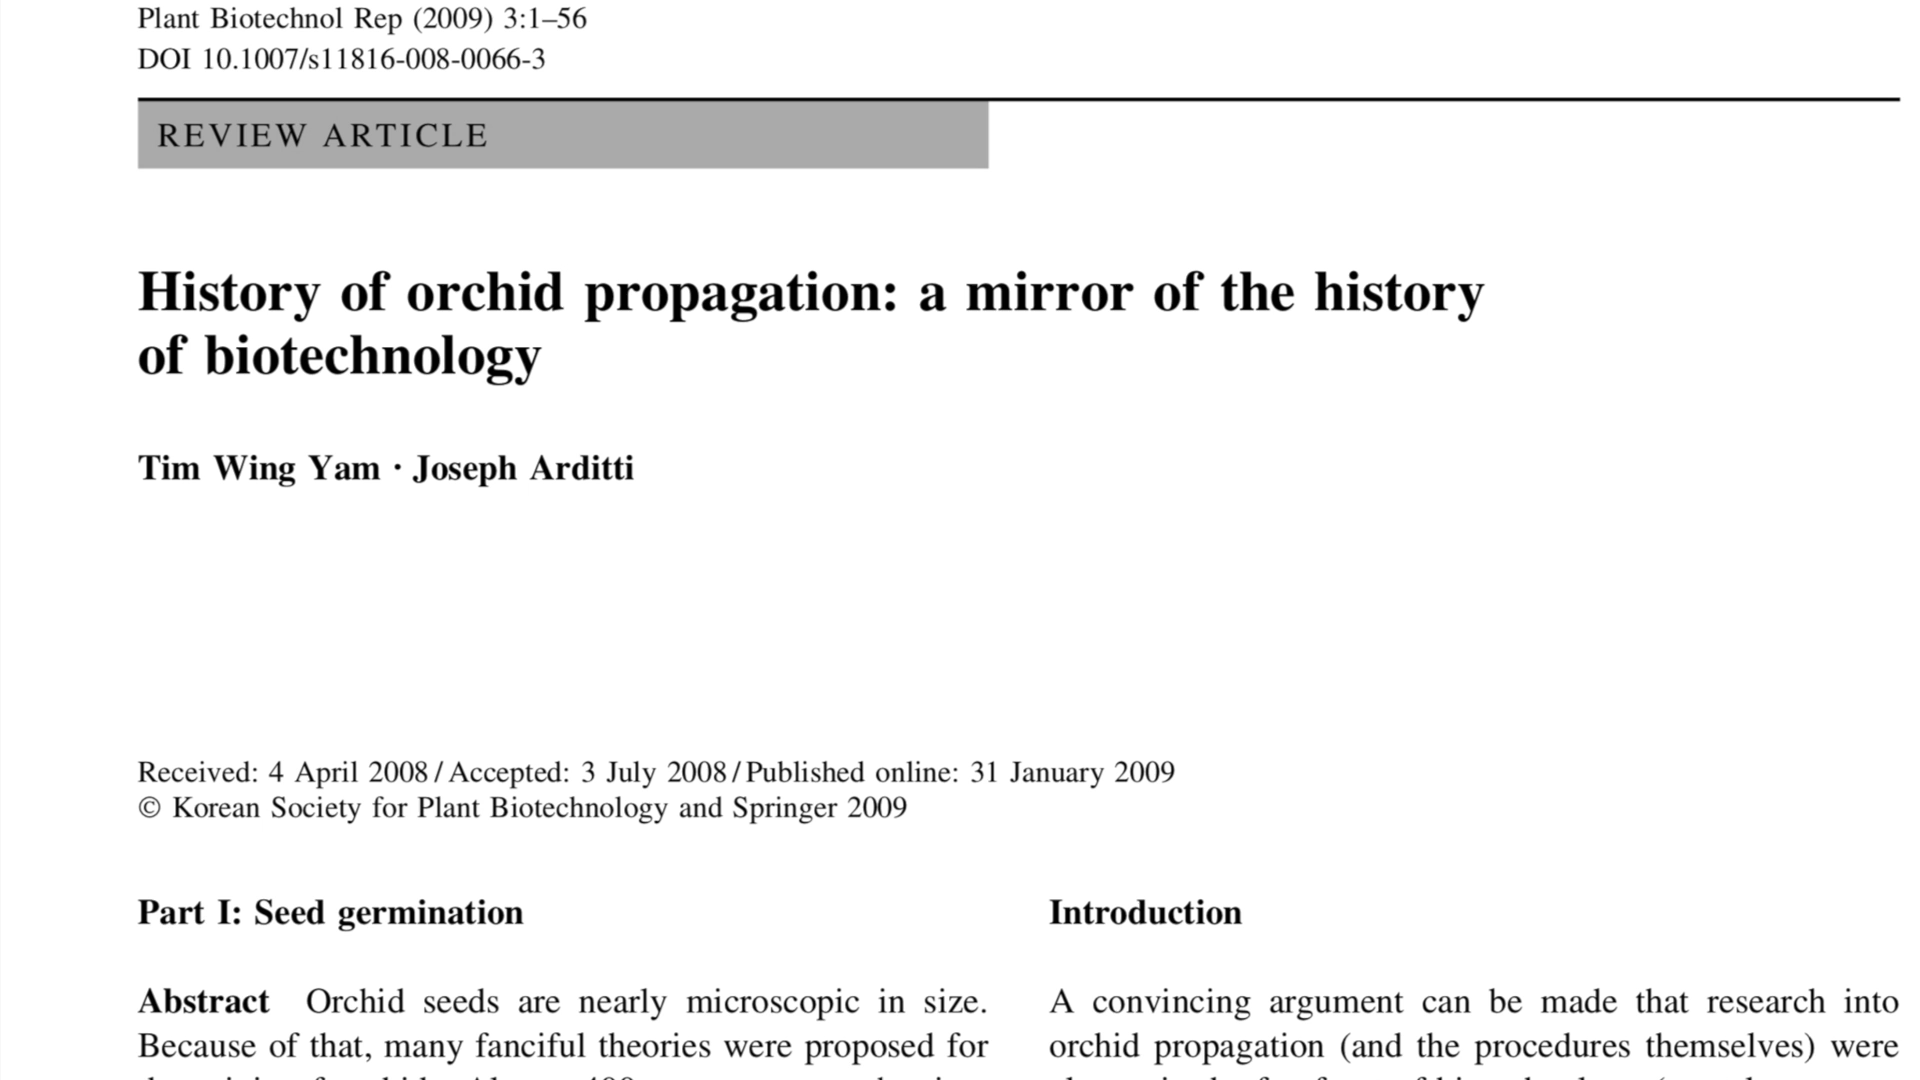 Plant Biotechnol Rep (2009) 3:1–56
DOI 10.1007/s11816-008-0066-3
REVIEW ARTICLE
History of orchid propagation: a mirror of the history
of biotechnology
Tim Wing Yam · Joseph Arditti
Received: 4 April 2008 / Accepted: 3 July 2008 / Published online: 31 January 2009
© Korean Society for Plant Biotechnology and Springer 2009
Part I: Seed germination
Abstract Orchid seeds are nearly microscopic in size.
Because of that, many fanciful theories were proposed for
Introduction
A convincing argument can be made that research into
orchid propagation (and the procedures themselves) were